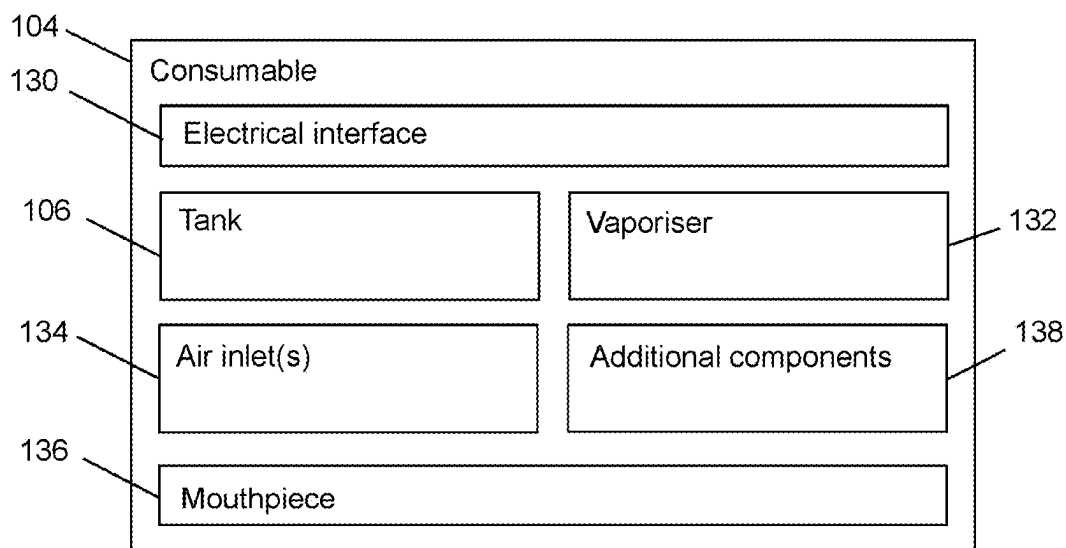 104
Consumable
130
Electrical interface
106
Tank
Vaporiser
132
134
Air inlet(s)
Additional components
138
136
Mouthpiece